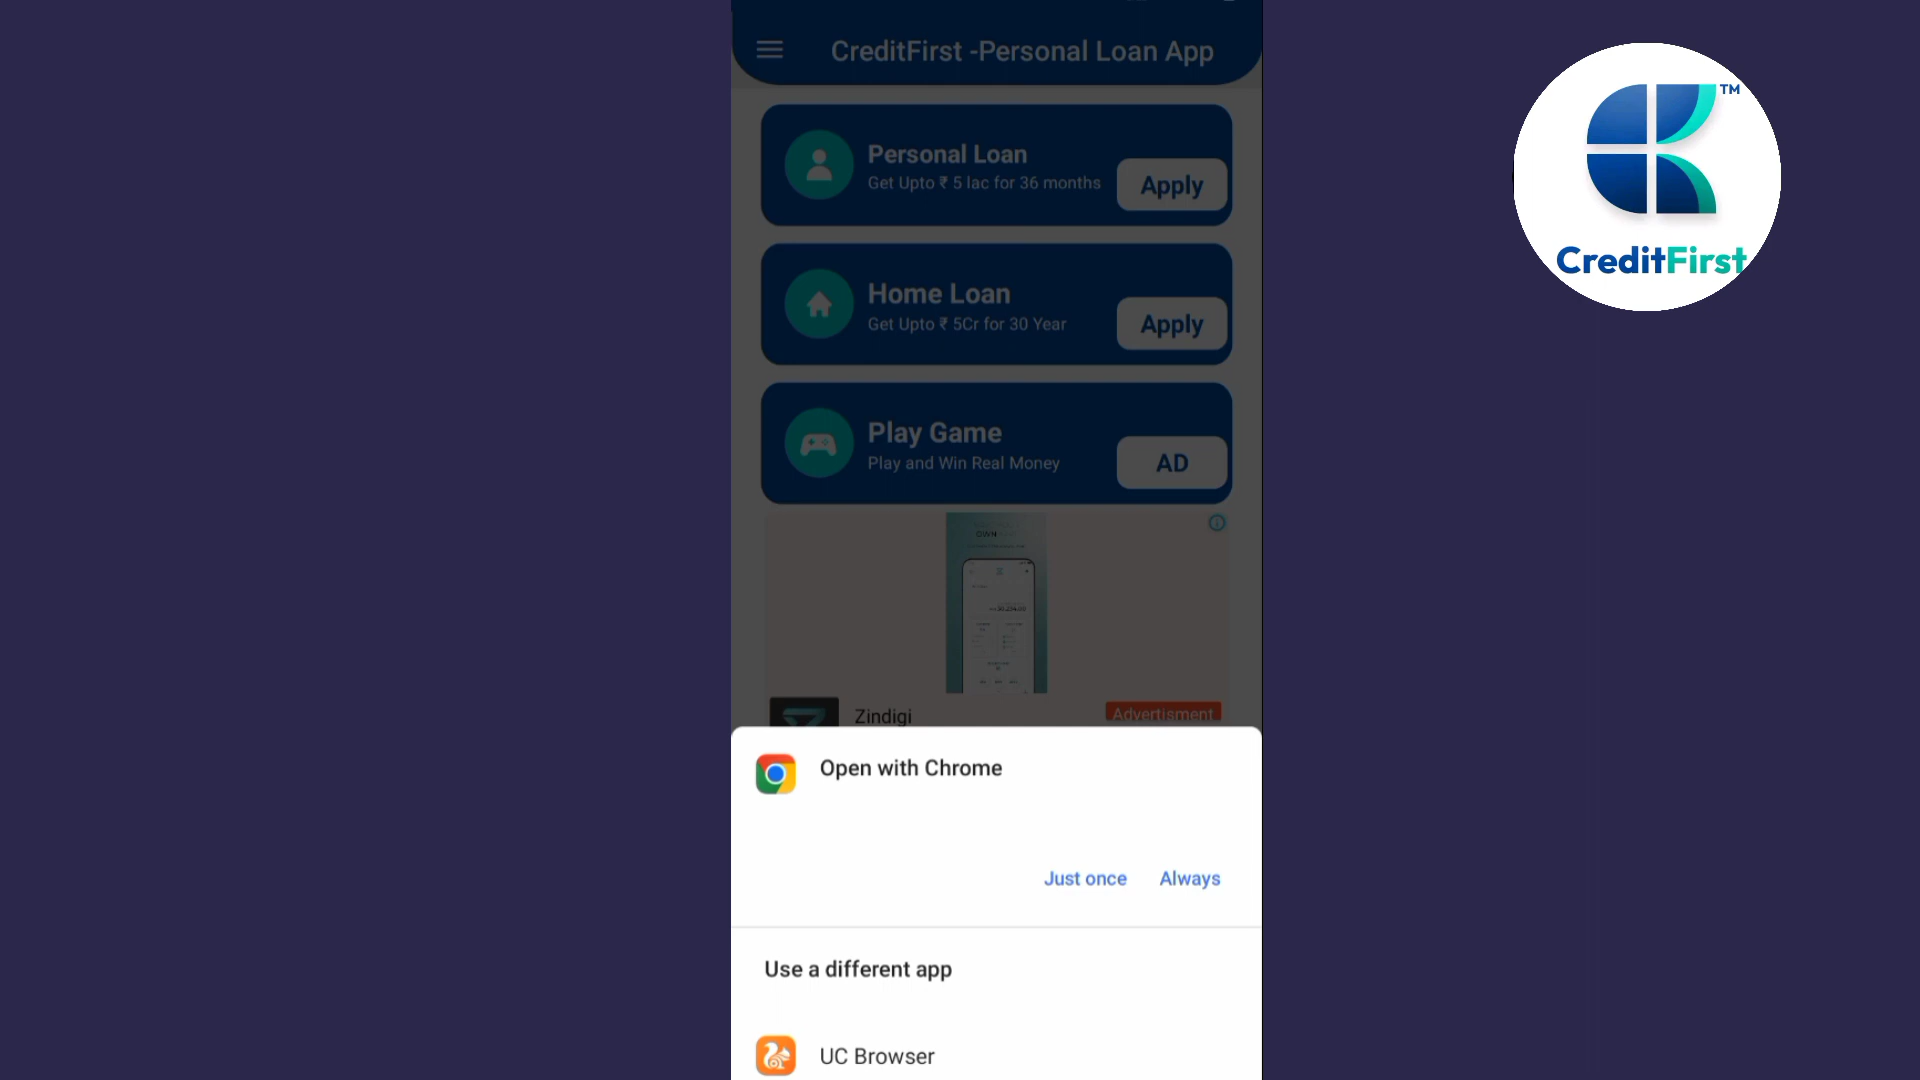 CreditFirst -Personal Loan App
Personal Loan
Get Upto ₹ 5 lac for 36 months
Apply
Home Loan
Get Upto ₹ 5Cr for 30 Year
Apply
Play Game
Play and Win Real Money
AD
OWN
Zindigi
Advertisment
Open with Chrome
Just once
Always
Use a different app
UC Browser
TM
CreditFirst